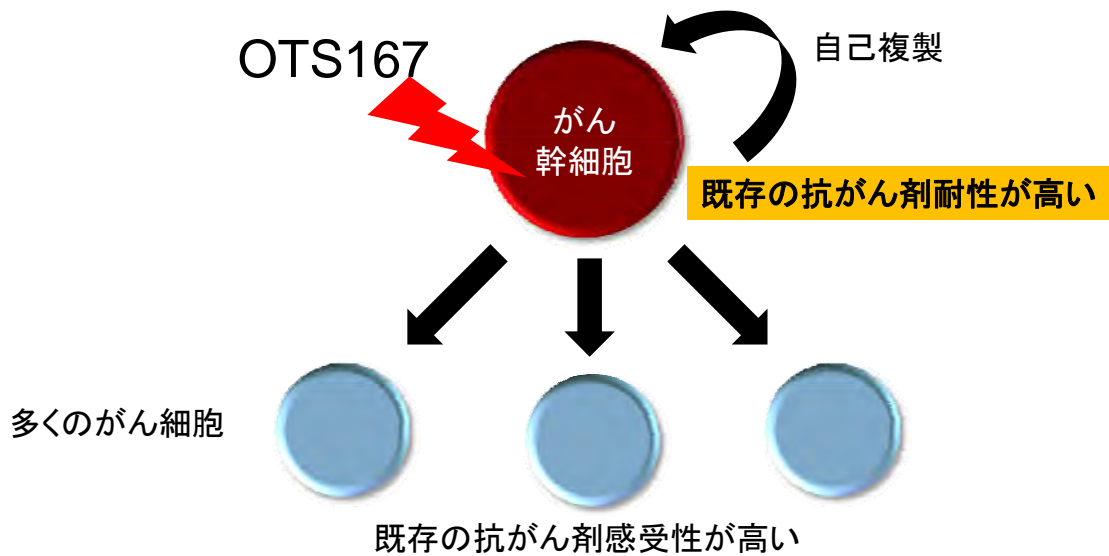 OTS167
自己複製
がん
幹細胞
既存の抗がん剤耐性が高い
多くのがん細胞
既存の抗がん剤感受性が高い